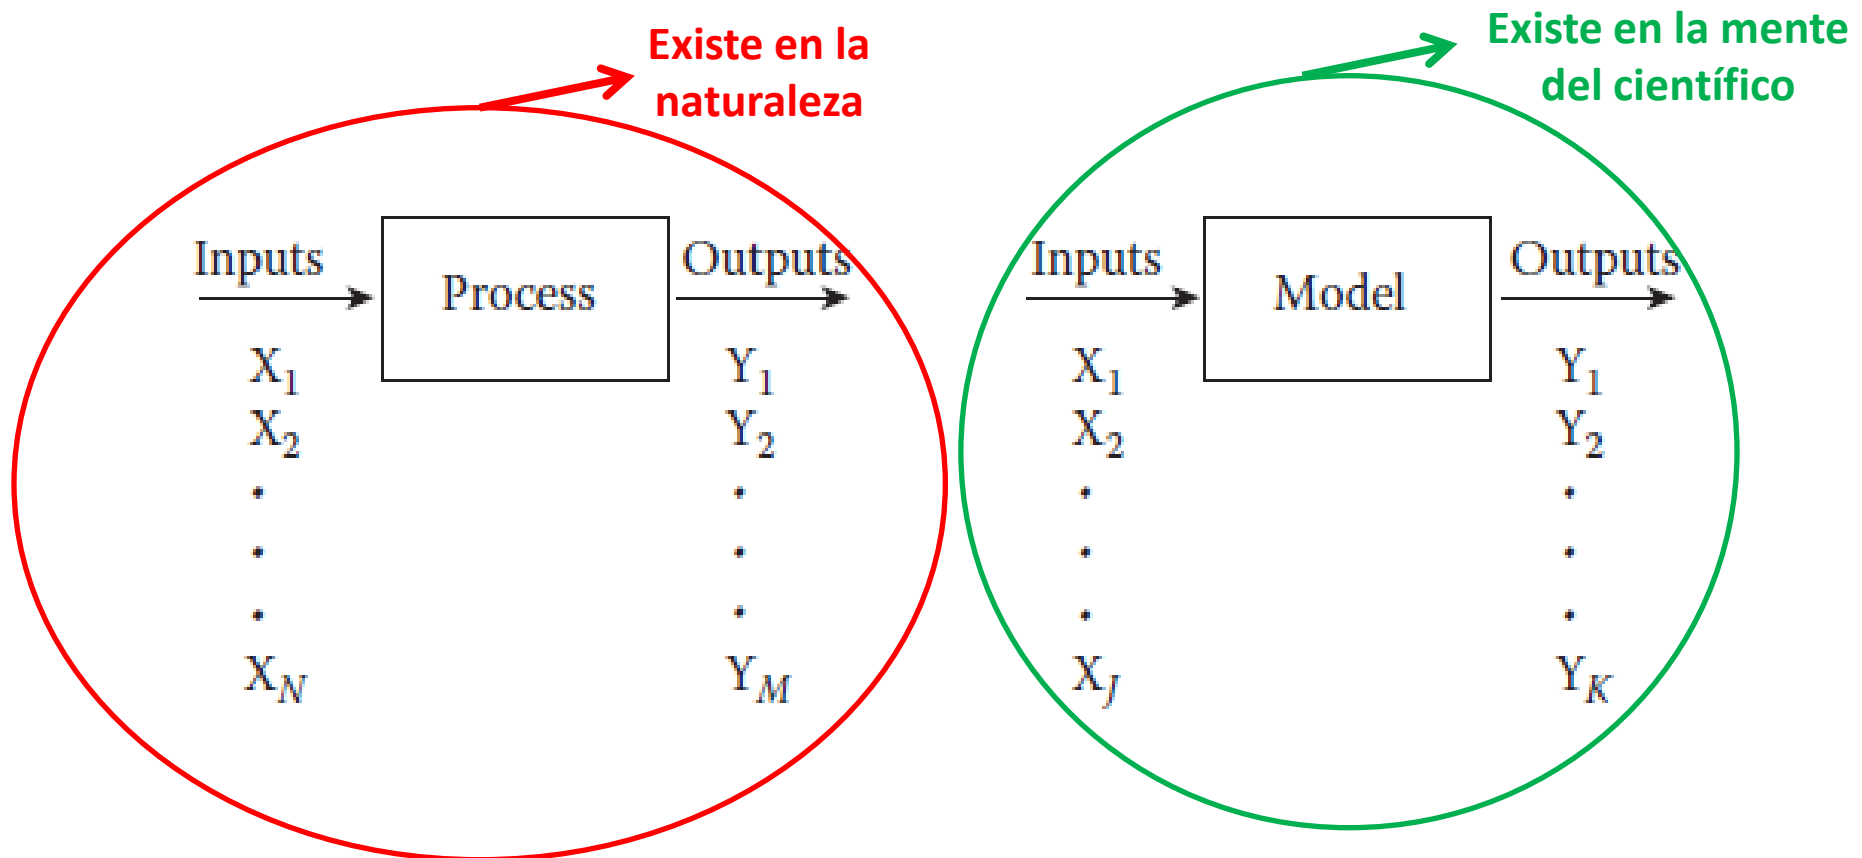 Existe en la
naturaleza
Existe en la mente
del científico
Inputs
Process
Outputs
X1
Y1
X2
Y2
.
.
.
.
.
.
XN
YM
Inputs
Model
Outputs
X1
Y1
X2
Y2
.
.
.
.
.
.
XJ
YK